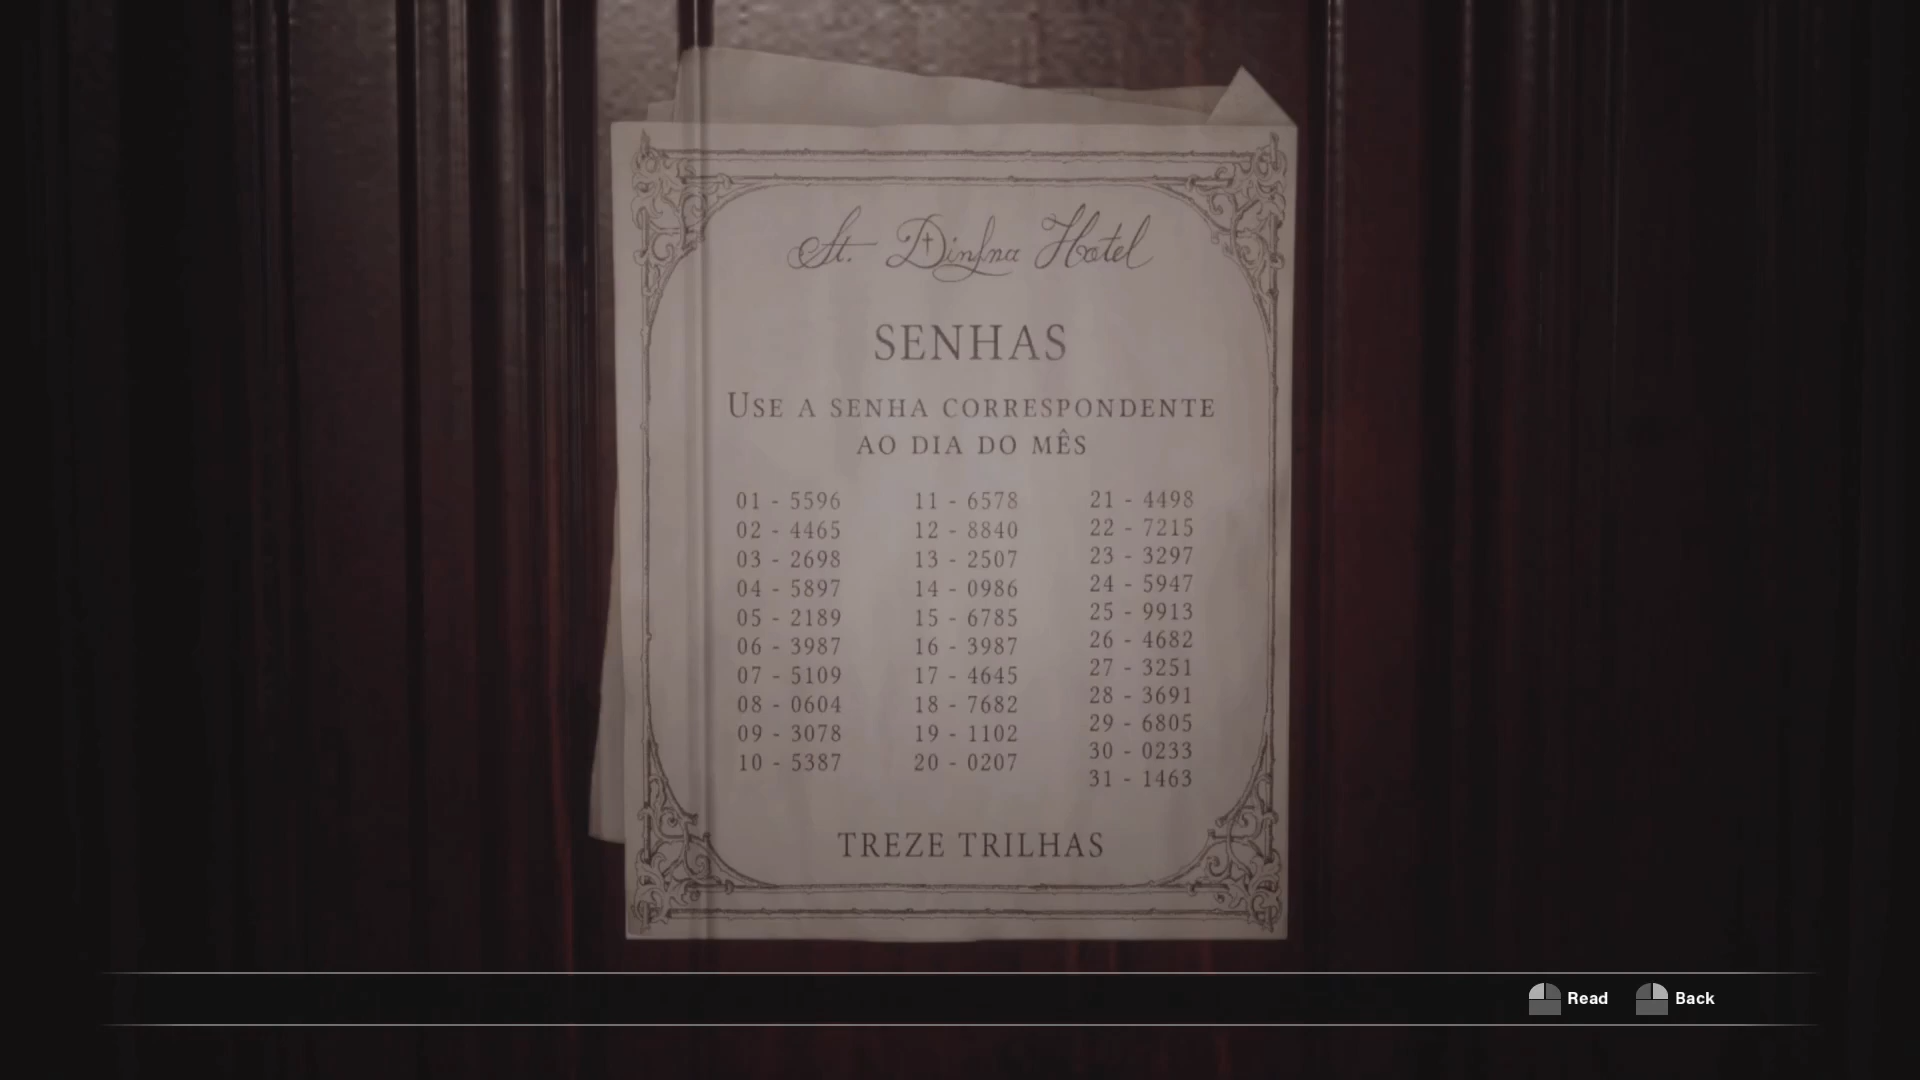 St. Dinfna Hotel
SENHAS
USE A SENHA CORRESPONDENTE
AO DIA DO MÊS
01 - 5596
02 - 4465
03 - 2698
04 - 5897
05 - 2189
06 - 3987
07 - 5109
08 - 0604
09 - 3078
10 - 5387
11 - 6578
12 - 8840
13 - 2507
14 - 0986
15 - 6785
16 - 3987
17 - 4645
18 - 7682
19 - 1102
20 - 0207
21 - 4498
22 - 7215
23 - 3297
24 - 5947
25 - 9913
26 - 4682
27 - 3251
28 - 3691
29 - 6805
30 - 0233
31 - 1463
TREZE TRILHAS
Read
Back